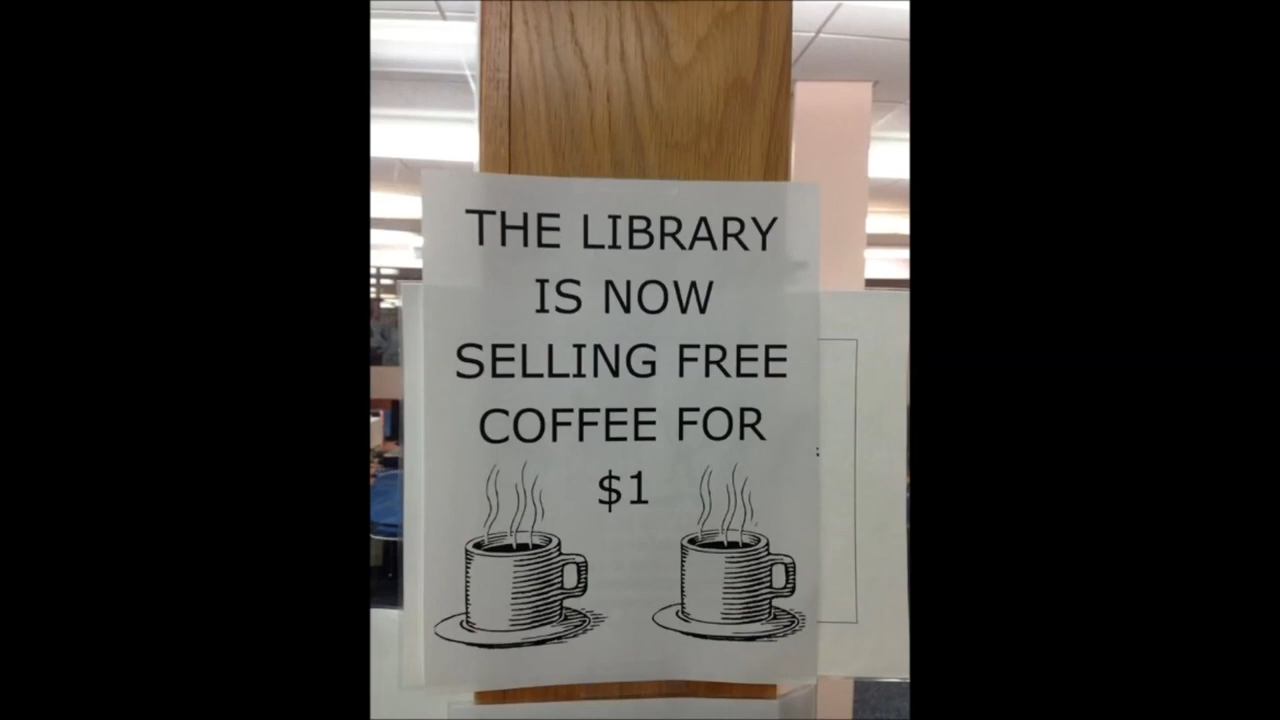 THE LIBRARY
IS NOW
SELLING FREE
COFFEE FOR
$1